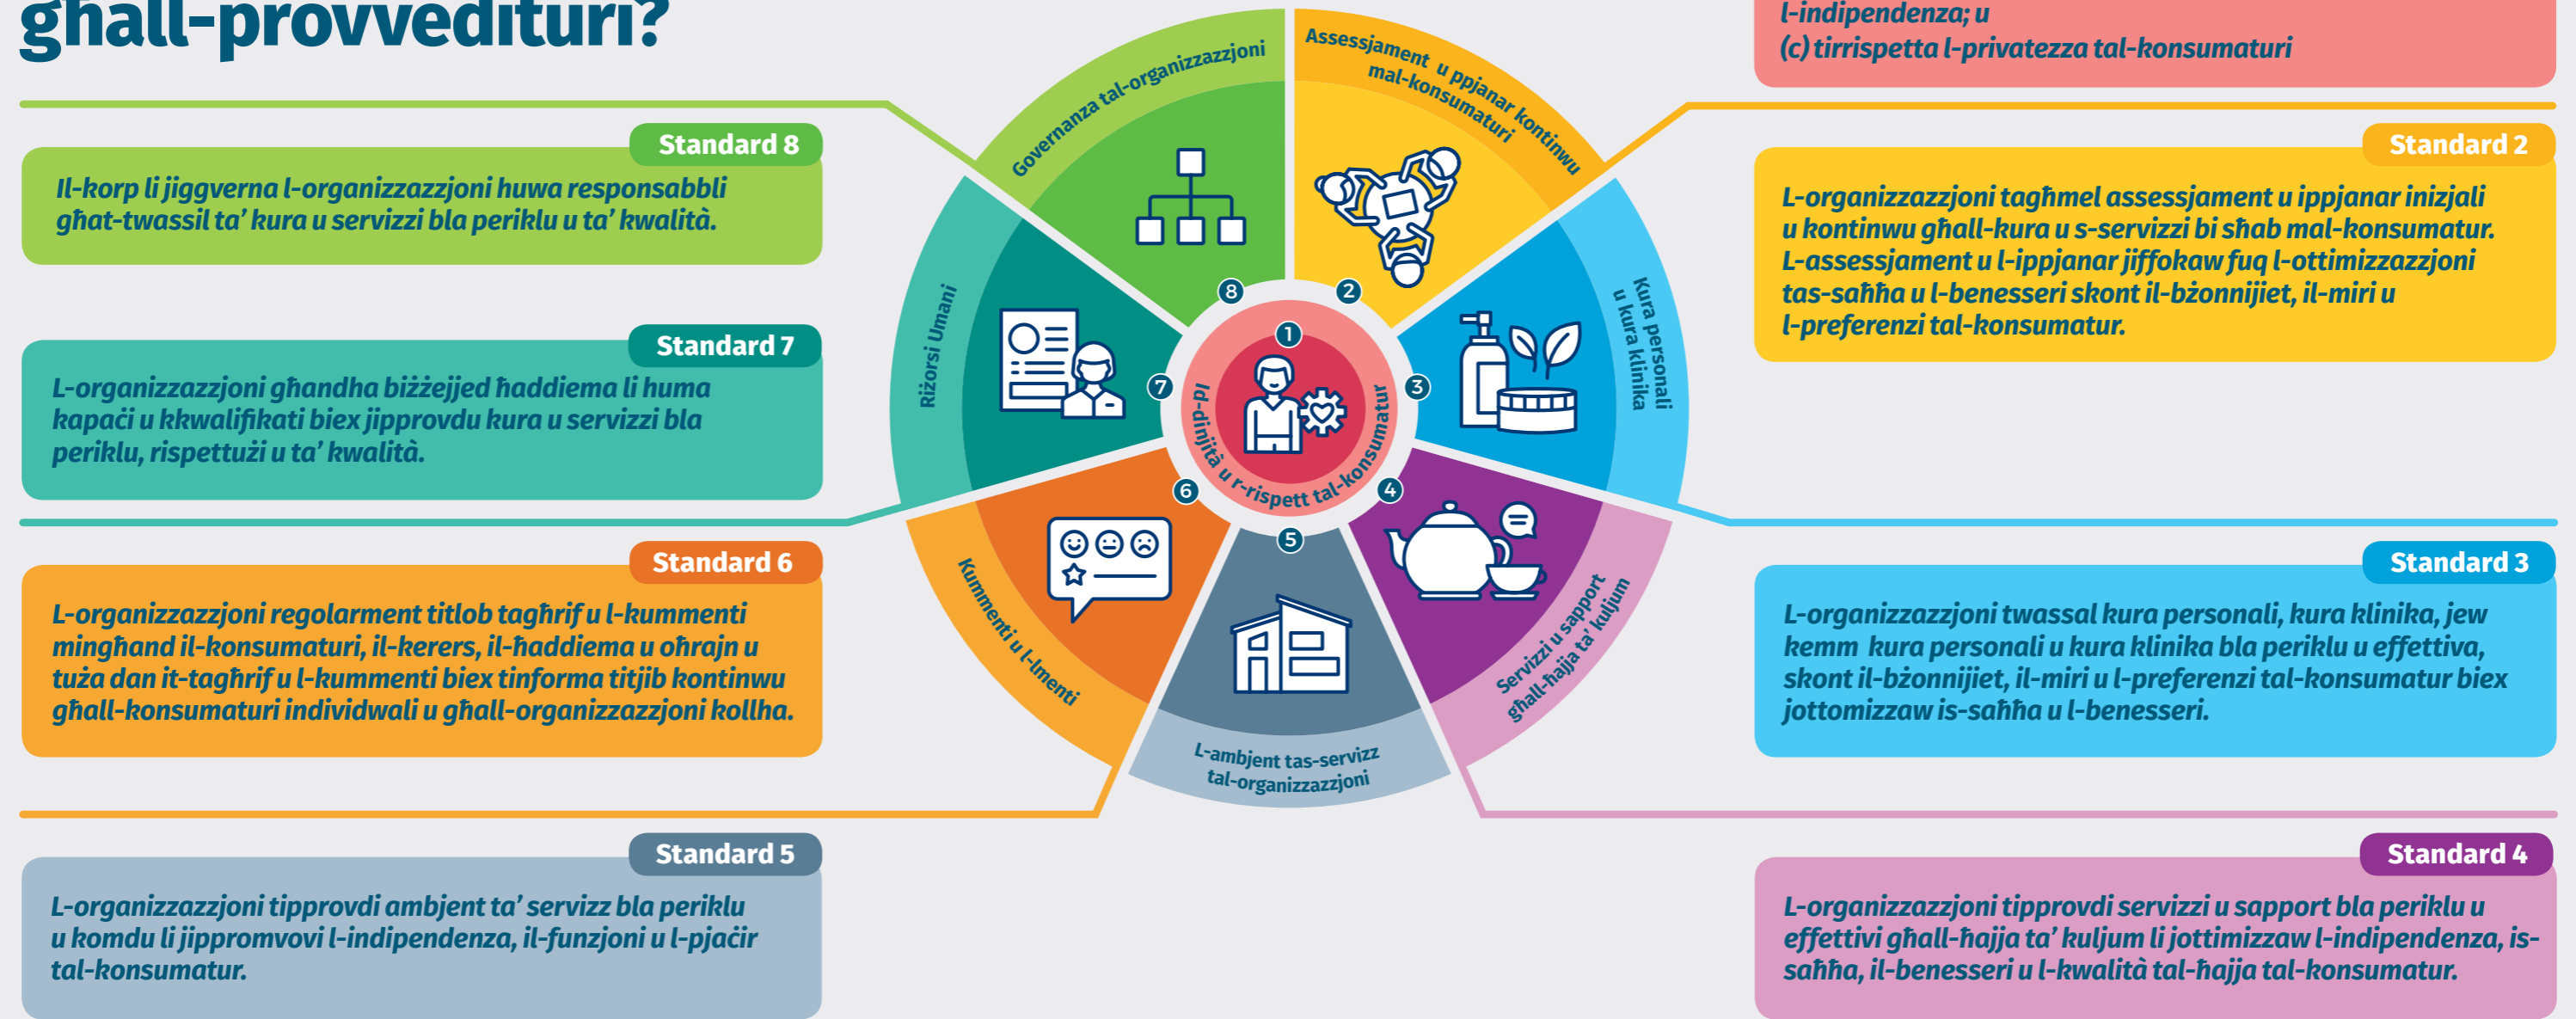 għall-provvedituri?
l-indipendenza; u
(c) tirrispetta l-privatezza tal-konsumaturi
Standard 8
Il-korp li jiggverna l-organizzazzjoni huwa responsabbli
għat-twassil ta’ kura u servizzi bla periklu u ta’ kwalità.
Standard 7
L-organizzazzjoni għandha biżżejjed ħaddiema li huma
kapaċi u kkwalifikati biex jipprovdu kura u servizzi bla
periklu, rispettużi u ta’ kwalità.
Standard 6
L-organizzazzjoni regolarment titlob tagħrif u l-kummenti
mingħand il-konsumaturi, il-kerers, il-ħaddiema u oħrajn u
tuża dan it-tagħrif u l-kummenti biex tinforma titjib kontinwu
għall-konsumaturi individwali u għall-organizzazzjoni kollha.
Standard 5
L-organizzazzjoni tipprovdi ambjent ta’ servizz bla periklu
u komdu li jippromvovi l-indipendenza, il-funzjoni u l-pjaċir
tal-konsumatur.
Governanza tal-organizzazzjoni
Assessjament u ppjanar kontinwu
mal-konsumaturi
Kura personali
u kura klinika
Servizzi u sapport
għall-ħajja ta’ kuljum
L-ambjent tas-servizz
tal-organizzazzjoni
Kummenti u l-lmenti
Riżorsi Umani
Id-dinjità u r-rispett tal-konsumatur
1
2
3
4
5
6
7
8
Standard 2
L-organizzazzjoni tagħmel assessjament u ippjanar inizjali
u kontinwu għall-kura u s-servizzi bi sħab mal-konsumatur.
L-assessjament u l-ippjanar jiffokaw fuq l-ottimizzazzjoni
tas-saħħa u l-benesseri skont il-bżonnijiet, il-miri u
l-preferenzi tal-konsumatur.
Standard 3
L-organizzazzjoni twassal kura personali, kura klinika, jew
kemm kura personali u kura klinika bla periklu u effettiva,
skont il-bżonnijiet, il-miri u l-preferenzi tal-konsumatur biex
jottomizzaw is-saħħa u l-benesseri.
Standard 4
L-organizzazzjoni tipprovdi servizzi u sapport bla periklu u
effettivi għall-ħajja ta’ kuljum li jottimizzaw l-indipendenza, is-
saħħa, il-benesseri u l-kwalità tal-ħajja tal-konsumatur.